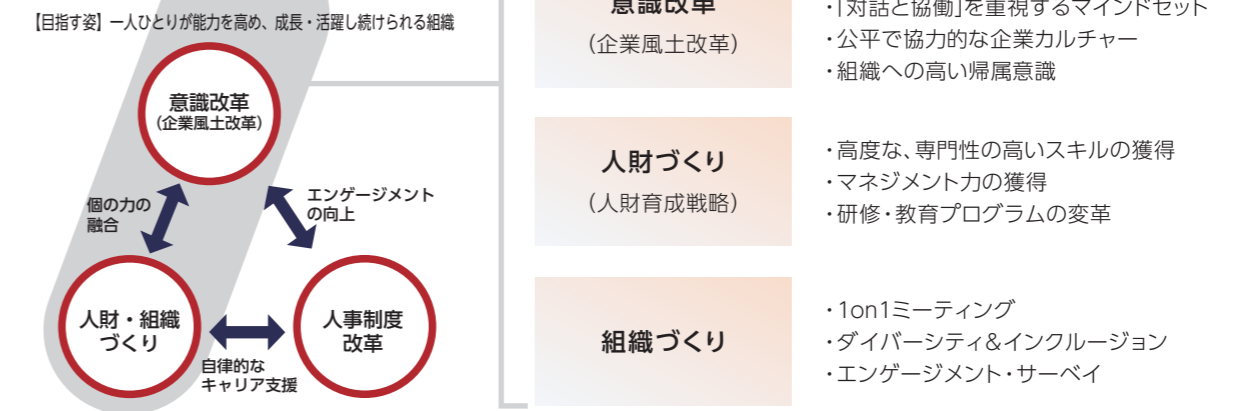 【目指す姿】一人ひとりが能力を高め、成長・活躍し続けられる組織
意識改革
（企業風土改革）
個の力の
融合
エンゲージメント
の向上
人財・組織
づくり
人事制度
改革
自律的な
キャリア支援
意識改革
（企業風土改革）
・「対話と協働」を重視するマインドセット
・公平で協力的な企業カルチャー
・組織への高い帰属意識
人財づくり
（人財育成戦略）
・高度な、専門性の高いスキルの獲得
・マネジメント力の獲得
・研修・教育プログラムの変革
組織づくり
・1on1ミーティング
・ダイバーシティ&インクルージョン
・エンゲージメント・サーベイ